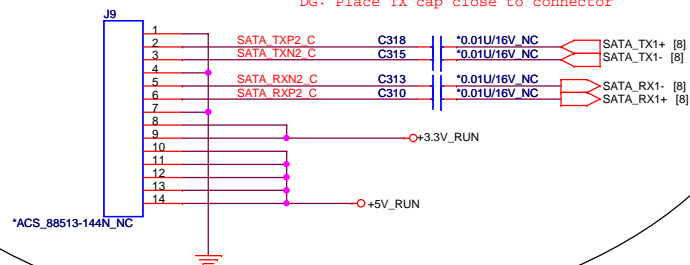 DG: Place TX cap close to connector
J9
1
2 SATA_TXP2_C C318 *0.01U/16V_NC SATA_TX1+ [8]
3 SATA_TXN2_C C315 *0.01U/16V_NC SATA_TX1- [8]
4
5 SATA_RXN2_C C313 *0.01U/16V_NC SATA_RX1- [8]
6 SATA_RXP2_C C310 *0.01U/16V_NC SATA_RX1+ [8]
7
8
9 +3.3V_RUN
10
11
12
13
14 +5V_RUN
*ACS_88513-144N_NC